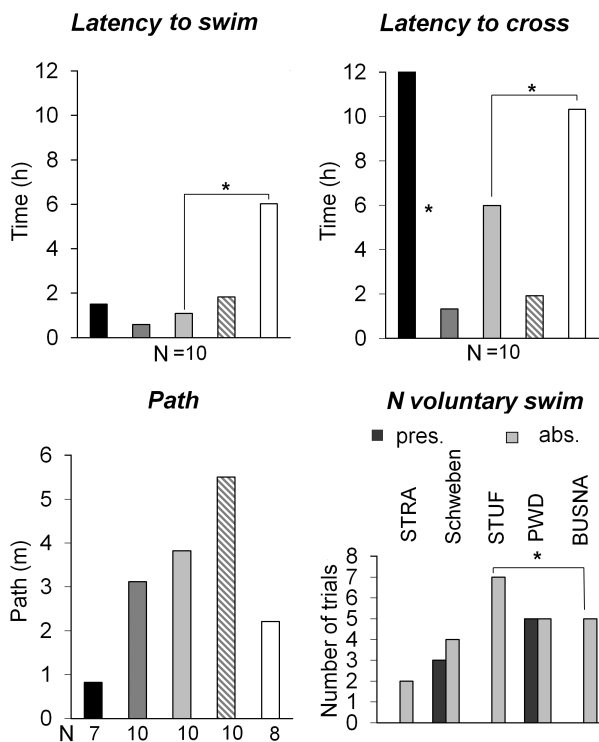 Latency to swim
Time (h)
12
10
8
6
4
2
0
*
N =10
Latency to cross
Time (h)
12
10
8
6
4
2
0
*
*
N =10
Path
Path (m)
6
5
4
3
2
1
0
N 7 10 10 10 8
N voluntary swim
pres. abs.
STRA
Schweben
STUF
PWD
BUSNA
Number of trials
8
7
6
5
4
3
2
1
0
*